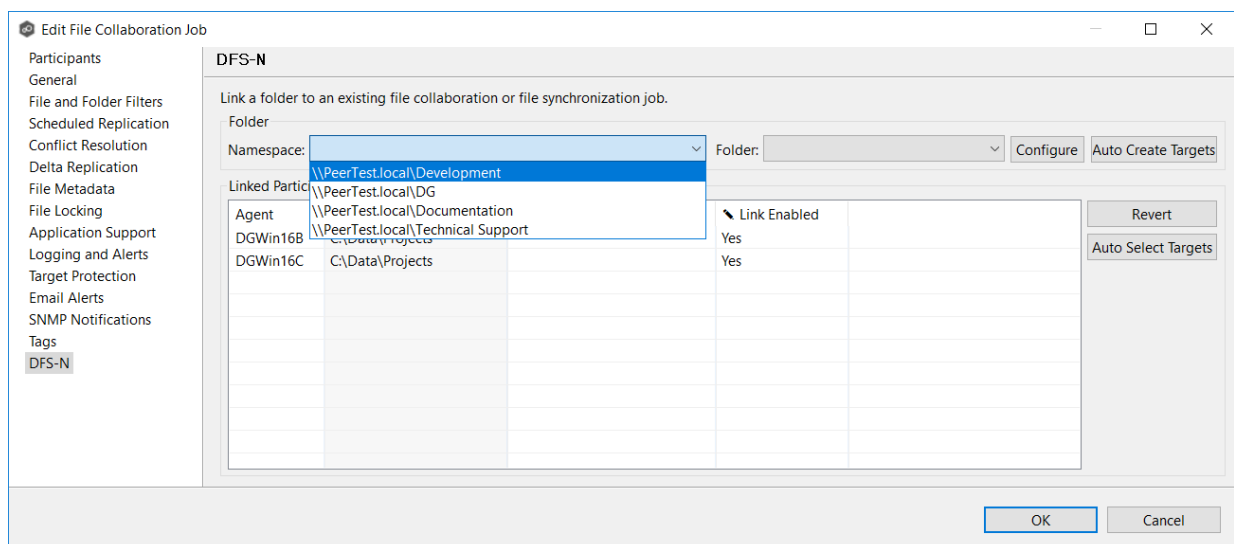 Edit File Collaboration Job
Participants
General
File and Folder Filters
Scheduled Replication
Conflict Resolution
Delta Replication
File Metadata
File Locking
Application Support
Logging and Alerts
Target Protection
Email Alerts
SNMP Notifications
Tags
DFS-N
DFS-N
Link a folder to an existing file collaboration or file synchronization job.
Folder
Namespace: Folder: Configure Auto Create Targets
\\PeerTest.local\Development
\\PeerTest.local\DG
\\PeerTest.local\Documentation
\\PeerTest.local\Technical Support
Linked Partici
Agent Link Enabled Revert
DGWin16B C:\Data\Projects Yes
Auto Select Targets
DGWin16C C:\Data\Projects Yes
OK Cancel